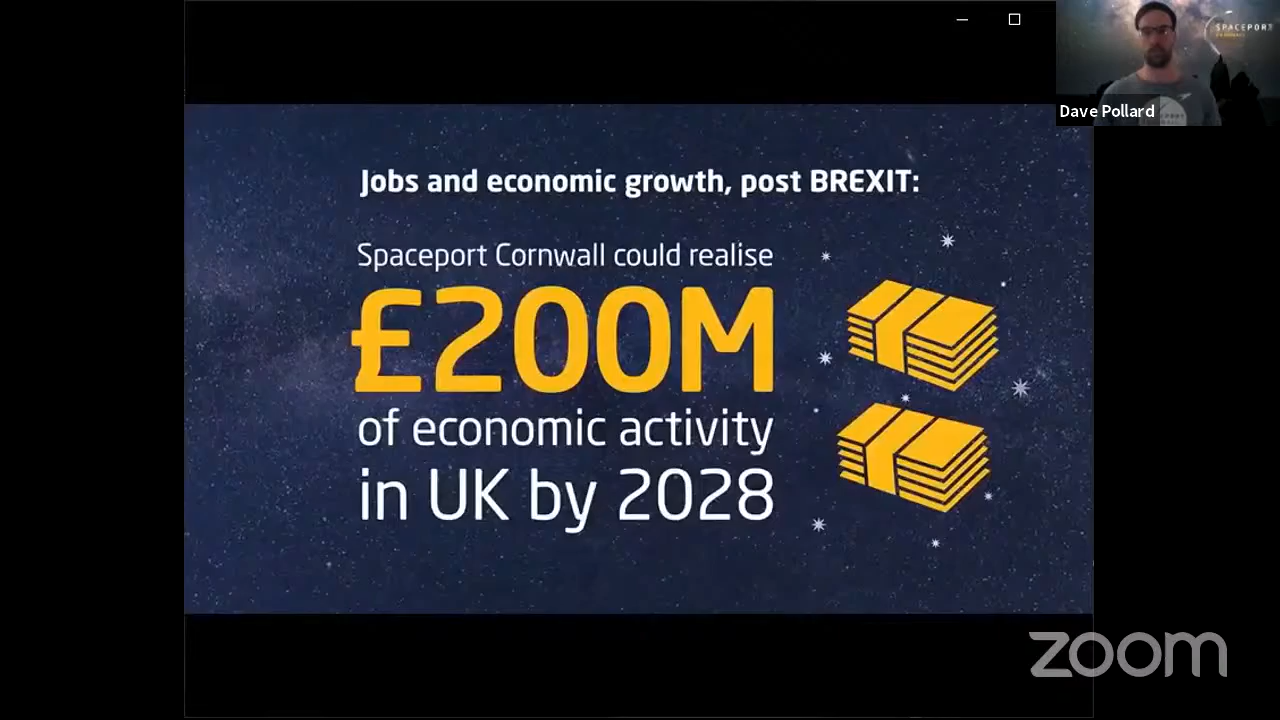 SPACEPORT
Dave Pollard
Jobs and economic growth, post BREXIT:
Spaceport Cornwall could realise
£200M
of economic activity
in UK by 2028
zoom